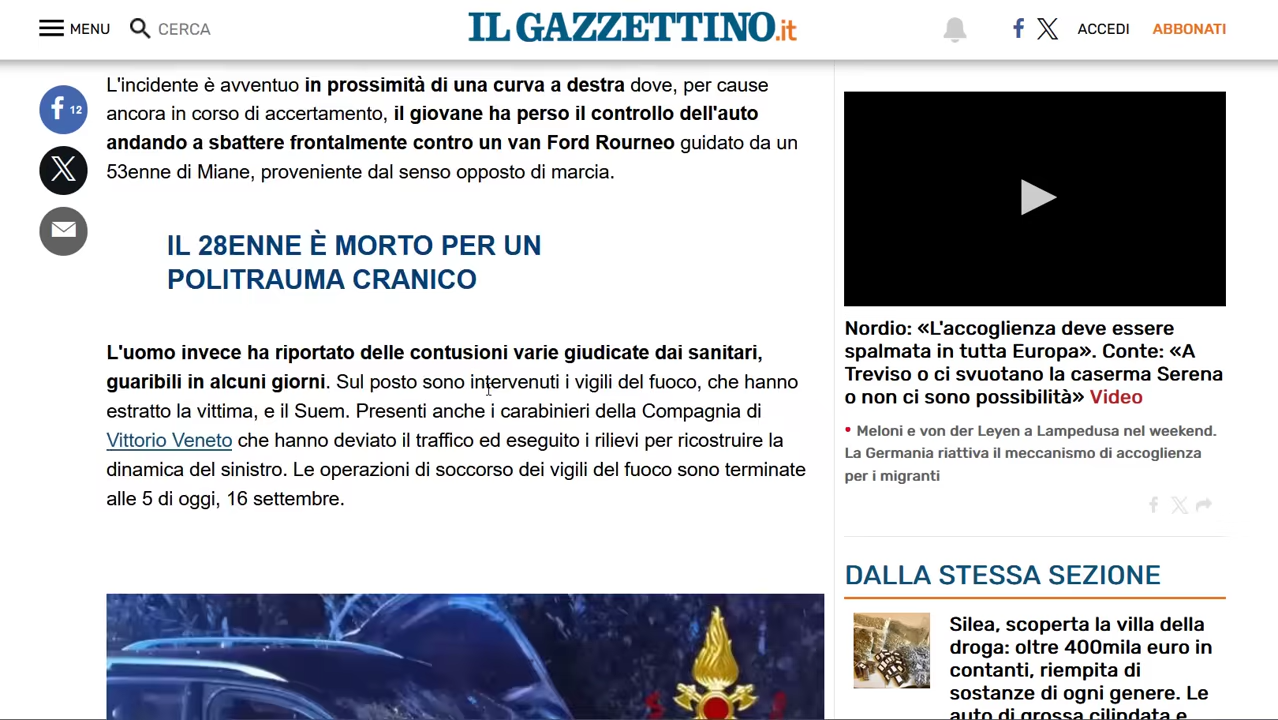 MENU
CERCA
IL GAZZETTINO.it
ACCEDI
ABBONATI
12
L'incidente è avventuo in prossimità di una curva a destra dove, per cause
ancora in corso di accertamento, il giovane ha perso il controllo dell'auto
andando a sbattere frontalmente contro un van Ford Rourneo guidato da un
53enne di Miane, proveniente dal senso opposto di marcia.
IL 28ENNE È MORTO PER UN
POLITRAUMA CRANICO
L'uomo invece ha riportato delle contusioni varie giudicate dai sanitari,
guaribili in alcuni giorni. Sul posto sono intervenuti i vigili del fuoco, che hanno
estratto la vittima, e il Suem. Presenti anche i carabinieri della Compagnia di
Vittorio Veneto che hanno deviato il traffico ed eseguito i rilievi per ricostruire la
dinamica del sinistro. Le operazioni di soccorso dei vigili del fuoco sono terminate
alle 5 di oggi, 16 settembre.
Nordio: «L'accoglienza deve essere
spalmata in tutta Europa». Conte: «A
Treviso o ci svuotano la caserma Serena
o non ci sono possibilità» Video
• Meloni e von der Leyen a Lampedusa nel weekend.
La Germania riattiva il meccanismo di accoglienza
per i migranti
DALLA STESSA SEZIONE
Silea, scoperta la villa della
droga: oltre 400mila euro in
contanti, riempita di
sostanze di ogni genere. Le
auto di grossa cilindata e